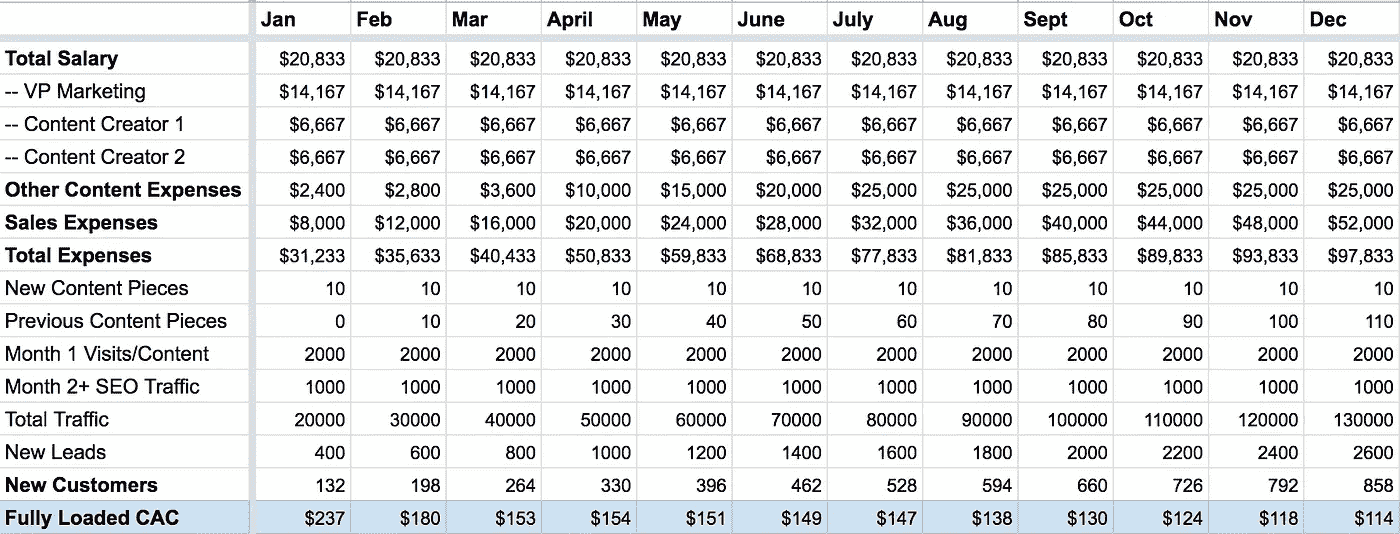 Jan Feb Mar April May June July Aug Sept Oct Nov Dec
Total Salary $20,833 $20,833 $20,833 $20,833 $20,833 $20,833 $20,833 $20,833 $20,833 $20,833 $20,833 $20,833
-- VP Marketing $14,167 $14,167 $14,167 $14,167 $14,167 $14,167 $14,167 $14,167 $14,167 $14,167 $14,167 $14,167
-- Content Creator 1 $6,667 $6,667 $6,667 $6,667 $6,667 $6,667 $6,667 $6,667 $6,667 $6,667 $6,667 $6,667
-- Content Creator 2 $6,667 $6,667 $6,667 $6,667 $6,667 $6,667 $6,667 $6,667 $6,667 $6,667 $6,667 $6,667
Other Content Expenses $2,400 $2,800 $3,600 $10,000 $15,000 $20,000 $25,000 $25,000 $25,000 $25,000 $25,000 $25,000
Sales Expenses $8,000 $12,000 $16,000 $20,000 $24,000 $28,000 $32,000 $36,000 $40,000 $44,000 $48,000 $52,000
Total Expenses $31,233 $35,633 $40,433 $50,833 $59,833 $68,833 $77,833 $81,833 $85,833 $89,833 $93,833 $97,833
New Content Pieces 10 10 10 10 10 10 10 10 10 10 10 10
Previous Content Pieces 0 10 20 30 40 50 60 70 80 90 100 110
Month 1 Visits/Content 2000 2000 2000 2000 2000 2000 2000 2000 2000 2000 2000 2000
Month 2+ SEO Traffic 1000 1000 1000 1000 1000 1000 1000 1000 1000 1000 1000 1000
Total Traffic 20000 30000 40000 50000 60000 70000 80000 90000 100000 110000 120000 130000
New Leads 400 600 800 1000 1200 1400 1600 1800 2000 2200 2400 2600
New Customers 132 198 264 330 396 462 528 594 660 726 792 858
Fully Loaded CAC $237 $180 $153 $154 $151 $149 $147 $138 $130 $124 $118 $114